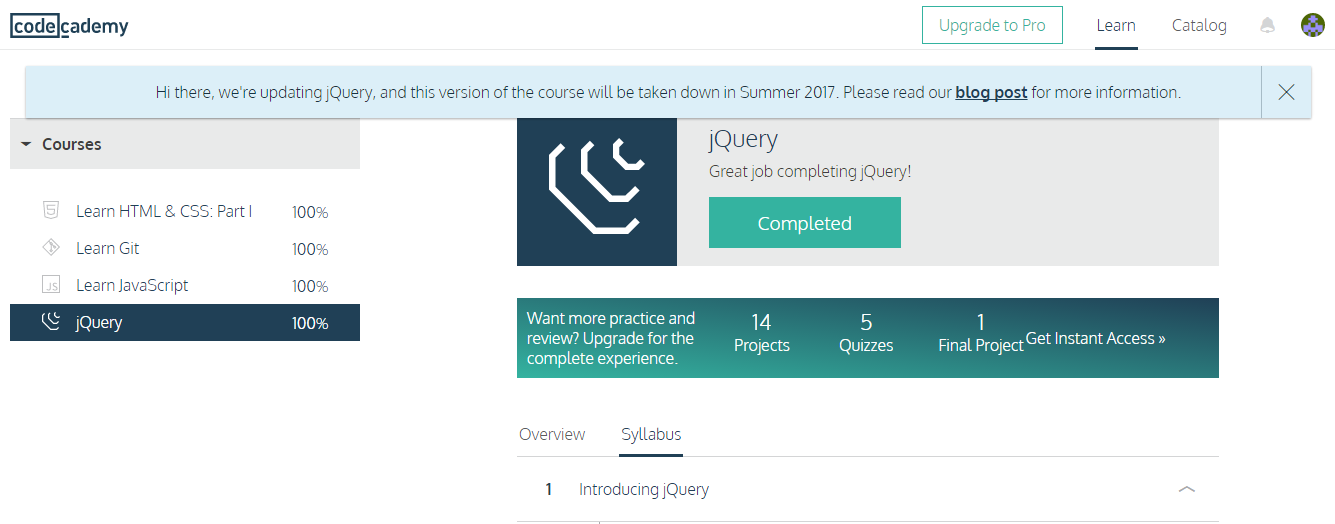 codecademy
Upgrade to Pro
Learn
Catalog
Hi there, we're updating jQuery, and this version of the course will be taken down in Summer 2017. Please read our blog post for more information.
Courses
Learn HTML & CSS: Part I 100%
Learn Git 100%
JS Learn JavaScript 100%
jQuery 100%
jQuery
Great job completing jQuery!
Completed
Want more practice and
review? Upgrade for the
complete experience.
14
Projects
5
Quizzes
1
Final Project
Get Instant Access »
Overview
Syllabus
1 Introducing jQuery